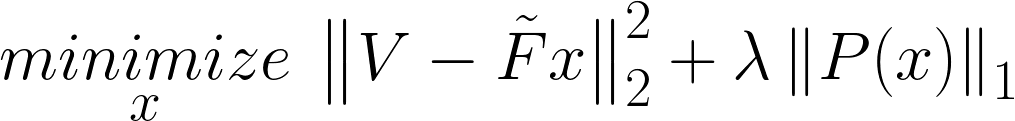 minimize ‖V − F̃x‖₂² + λ‖P(x)‖₁
x